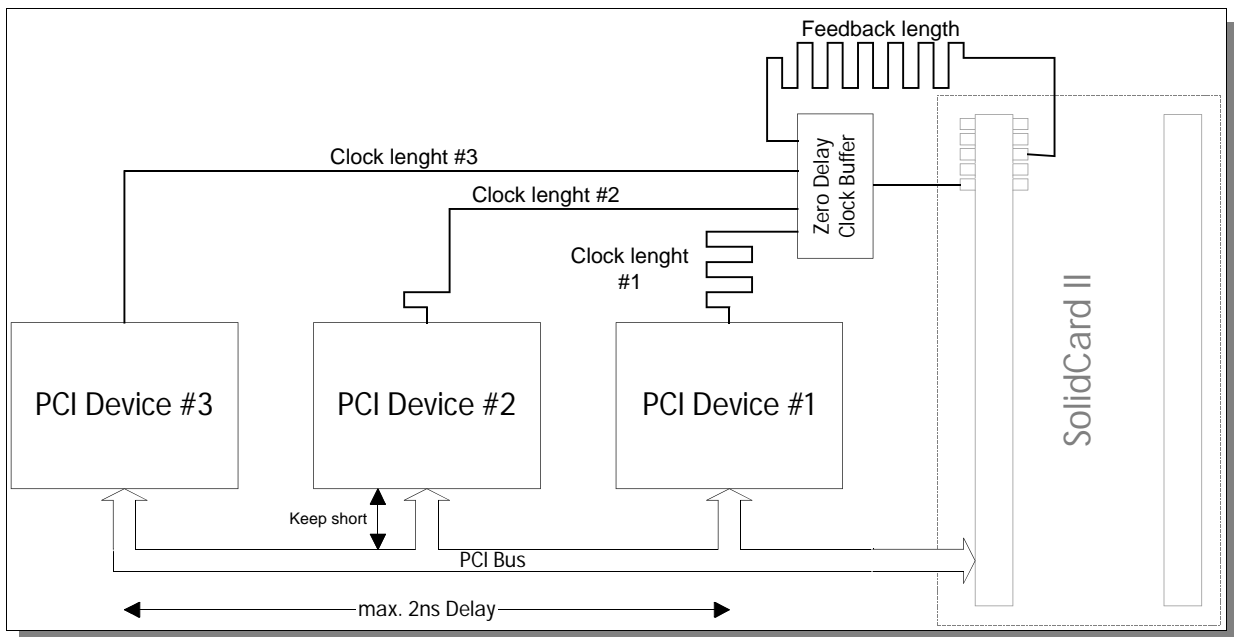 Feedback length
Clock lenght #3
Zero Delay
Clock Buffer
Clock lenght #2
Clock lenght
#1
SolidCard II
PCI Device #3
PCI Device #2
PCI Device #1
Keep short
PCI Bus
max. 2ns Delay